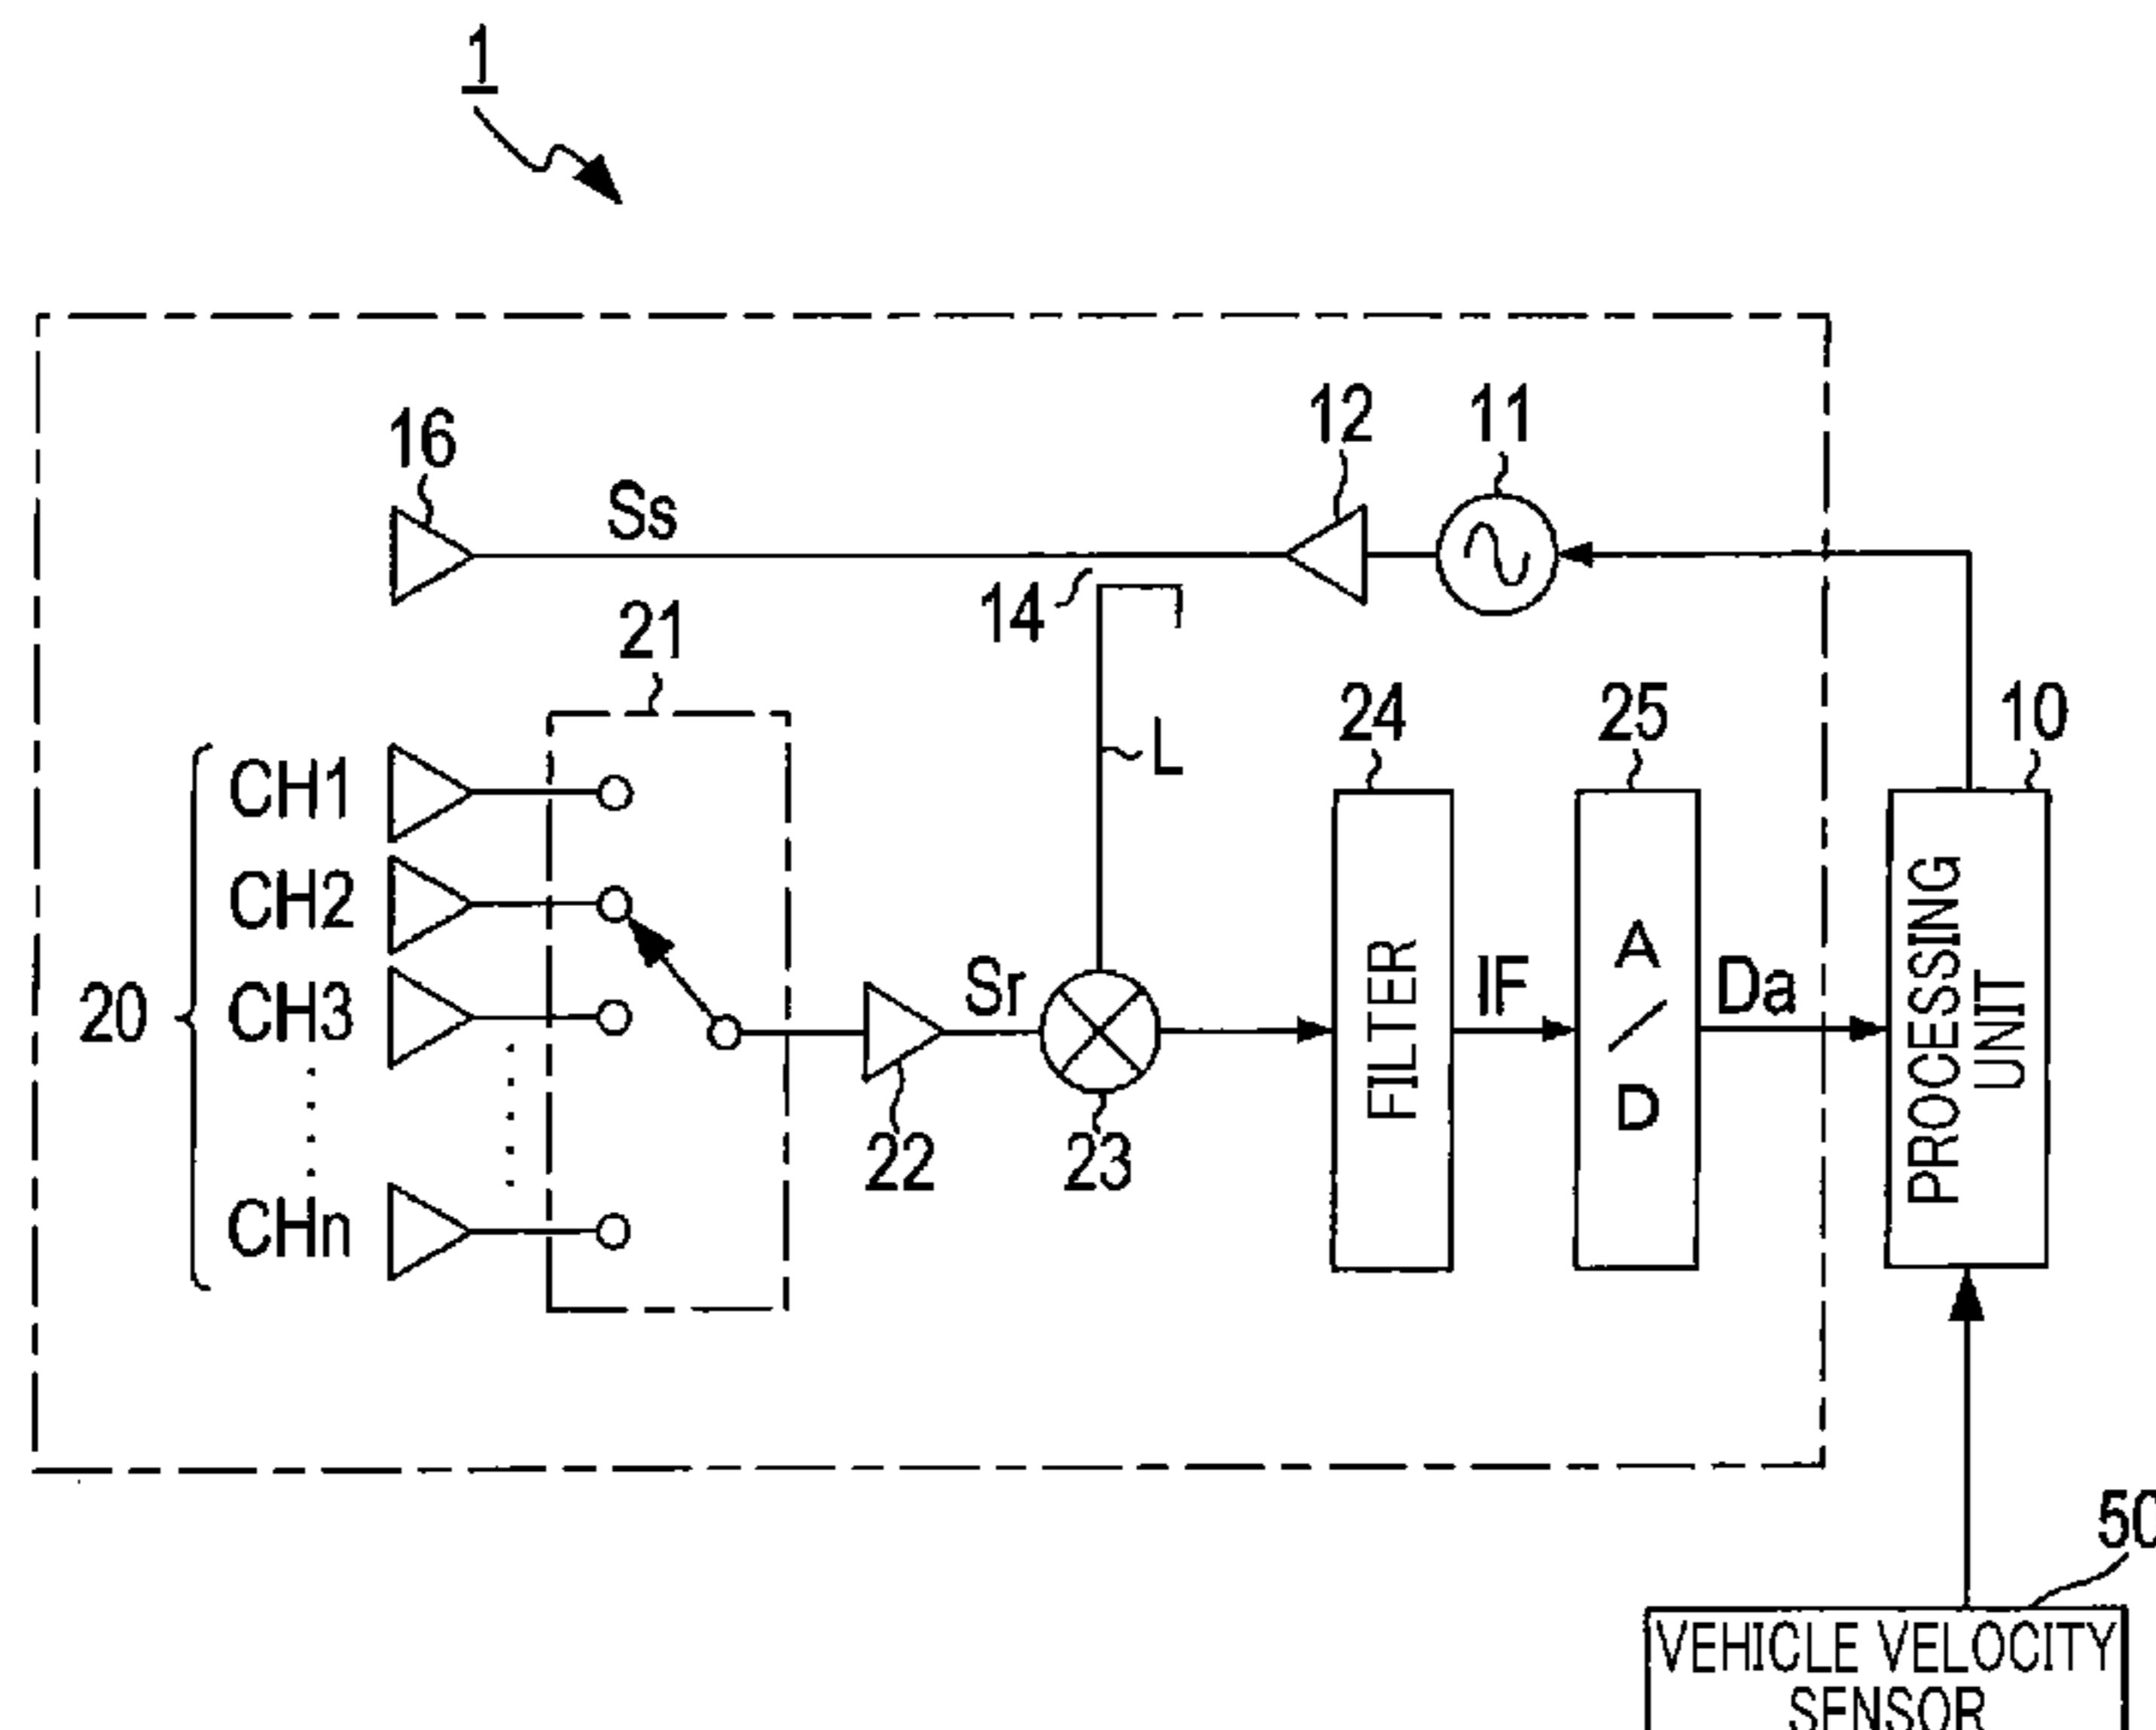 1
16
Ss
12
11
14
21
L
24
25
10
CH1
CH2
CH3
CHn
20
Sr
22
23
FILTER
IF
A
/
D
Da
PROCESSING
UNIT
50
VEHICLE VELOCITY
SENSOR